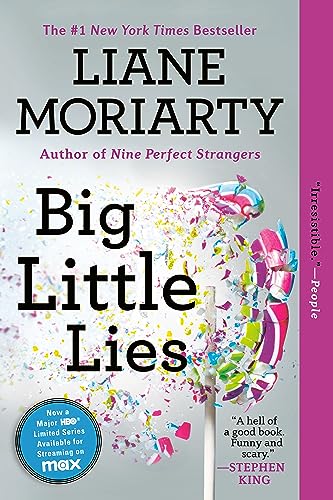 The #1 New York Times Bestseller
LIANE
MORIARTY
Author of Nine Perfect Strangers
Big
Little
Lies
"Irresistible."—People
Now a
Major HBO®
Limited Series
Available for
Streaming on
max
"A hell of
a good book.
Funny and
scary."
—STEPHEN
KING